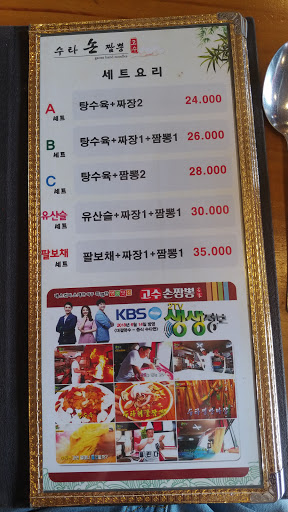 수타 손 짬뽕 고수
세트요리
A 세트 탕수육+짜장2 24.000
B 세트 탕수육+짜장1+짬뽕1 26.000
C 세트 탕수육+짬뽕2 28.000
유산슬 세트 유산슬+짜장1+짬뽕1 30.000
팔보채 세트 팔보채+짜장1+짬뽕1 35.000
고수손짬뽕
KBS TV 생생정보